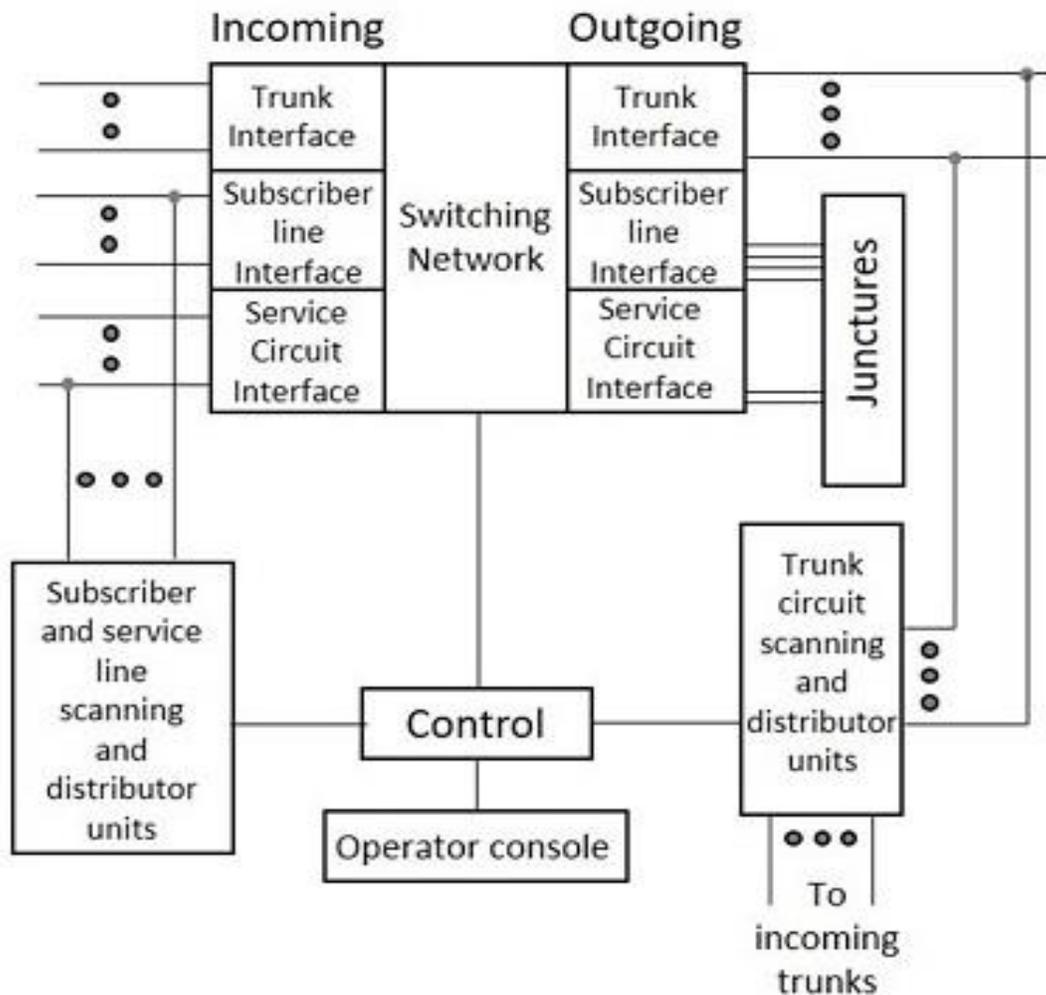 Incoming
Outgoing
Trunk
Interface
Subscriber
line
Interface
Service
Circuit
Interface
Switching
Network
Trunk
Interface
Subscriber
line
Interface
Service
Circuit
Interface
Junctures
Subscriber
and service
line
scanning
and
distributor
units
Control
Operator console
Trunk
circuit
scanning
and
distributor
units
To
incoming
trunks